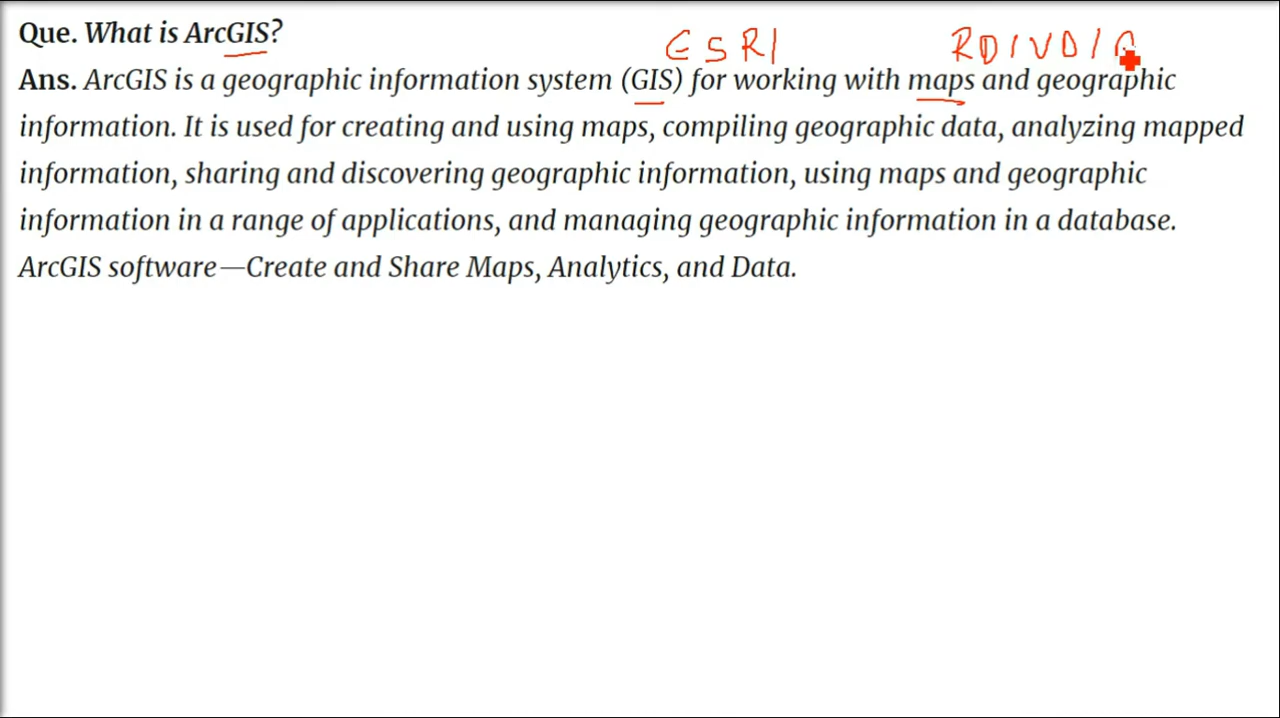 Que. What is ArcGIS?
ESRI RD/VD/
Ans. ArcGIS is a geographic information system (GIS) for working with maps and geographic
information. It is used for creating and using maps, compiling geographic data, analyzing mapped
information, sharing and discovering geographic information, using maps and geographic
information in a range of applications, and managing geographic information in a database.
ArcGIS software—Create and Share Maps, Analytics, and Data.